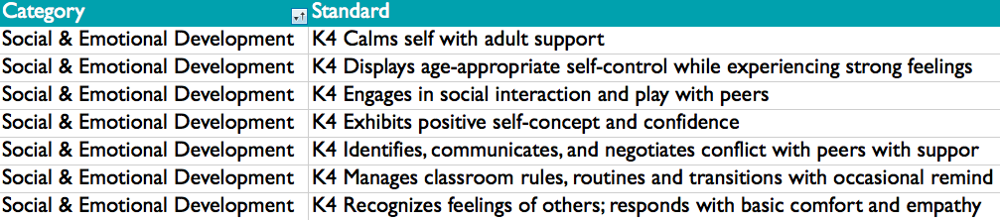 Category Standard
Social & Emotional Development K4 Calms self with adult support
Social & Emotional Development K4 Displays age-appropriate self-control while experiencing strong feelings
Social & Emotional Development K4 Engages in social interaction and play with peers
Social & Emotional Development K4 Exhibits positive self-concept and confidence
Social & Emotional Development K4 Identifies, communicates, and negotiates conflict with peers with suppor
Social & Emotional Development K4 Manages classroom rules, routines and transitions with occasional remind
Social & Emotional Development K4 Recognizes feelings of others; responds with basic comfort and empathy